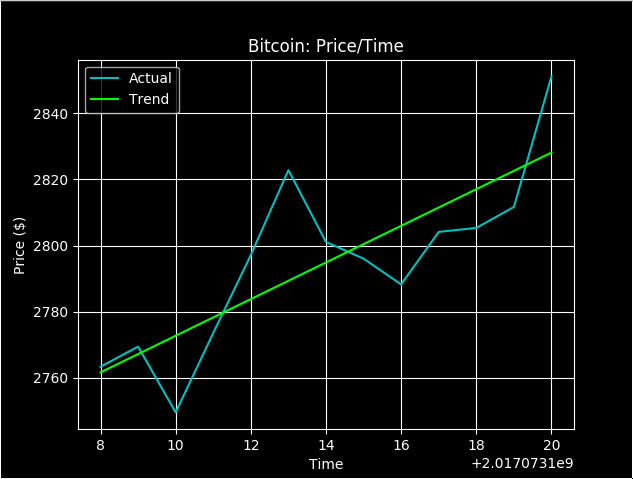 Bitcoin: Price/Time
Actual
Trend
2840
2820
2800
2780
2760
Price ($)
8 10 12 14 16 18 20
Time
+2.0170731e9